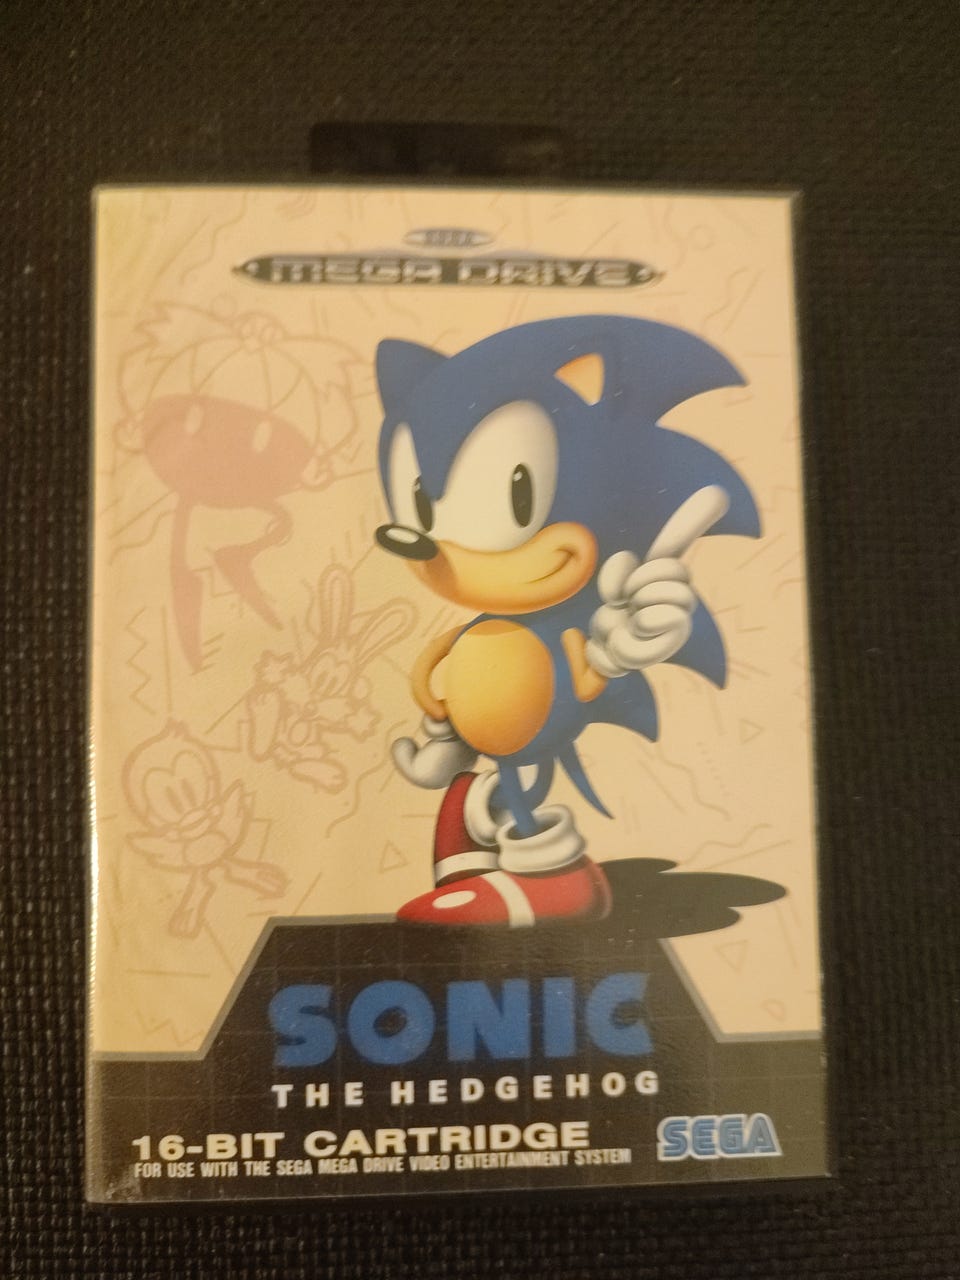 SEGA
MEGA DRIVE
SONIC
THE HEDGEHOG
16-BIT CARTRIDGE
FOR USE WITH THE SEGA MEGA DRIVE VIDEO ENTERTAINMENT SYSTEM
SEGA